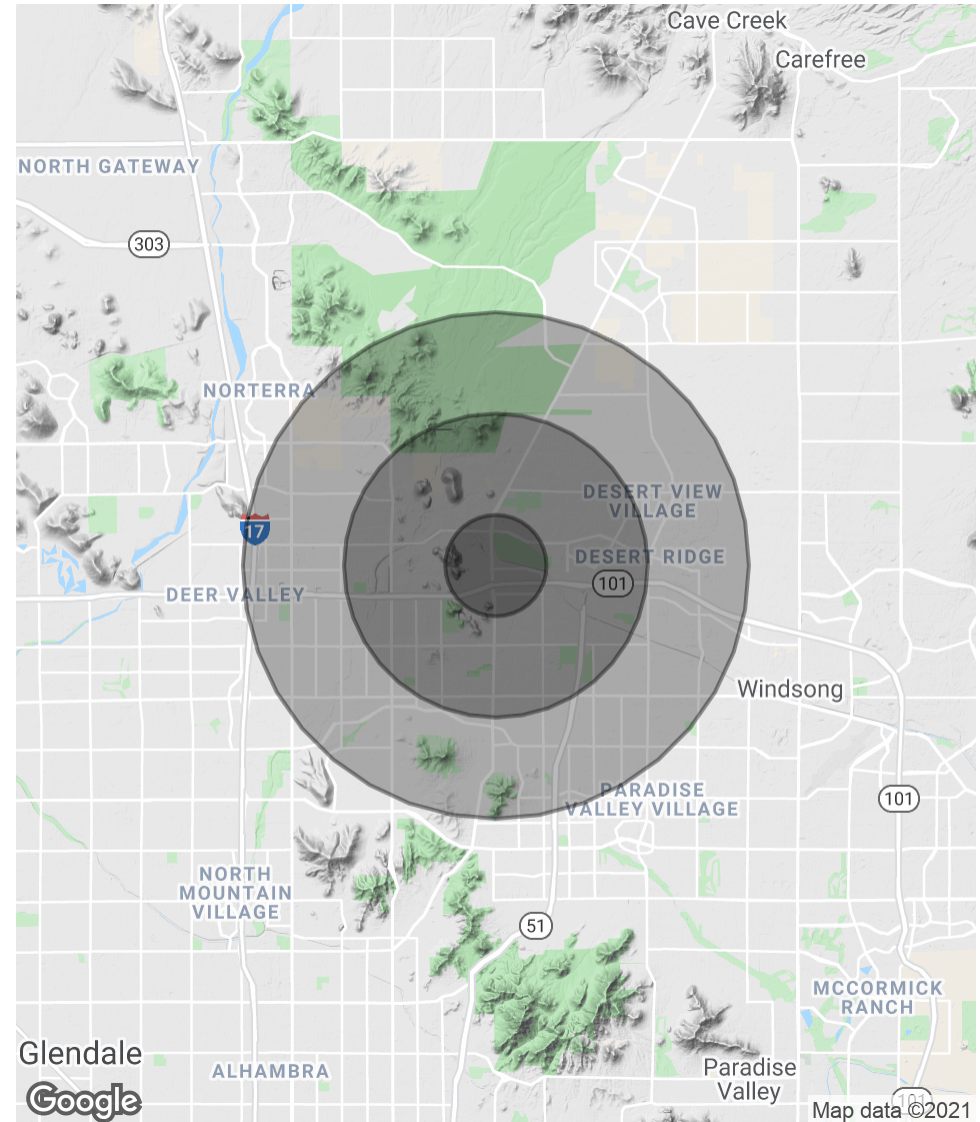 Cave Creek
Carefree
NORTH GATEWAY
303
NORTERRA
DESERT VIEW
VILLAGE
17
DESERT RIDGE
101
DEER VALLEY
Windsong
PARADISE
VALLEY VILLAGE
101
NORTH
MOUNTAIN
VILLAGE
51
MCCORMICK
RANCH
Glendale
ALHAMBRA
Paradise
Valley
Google
101
Map data ©2021